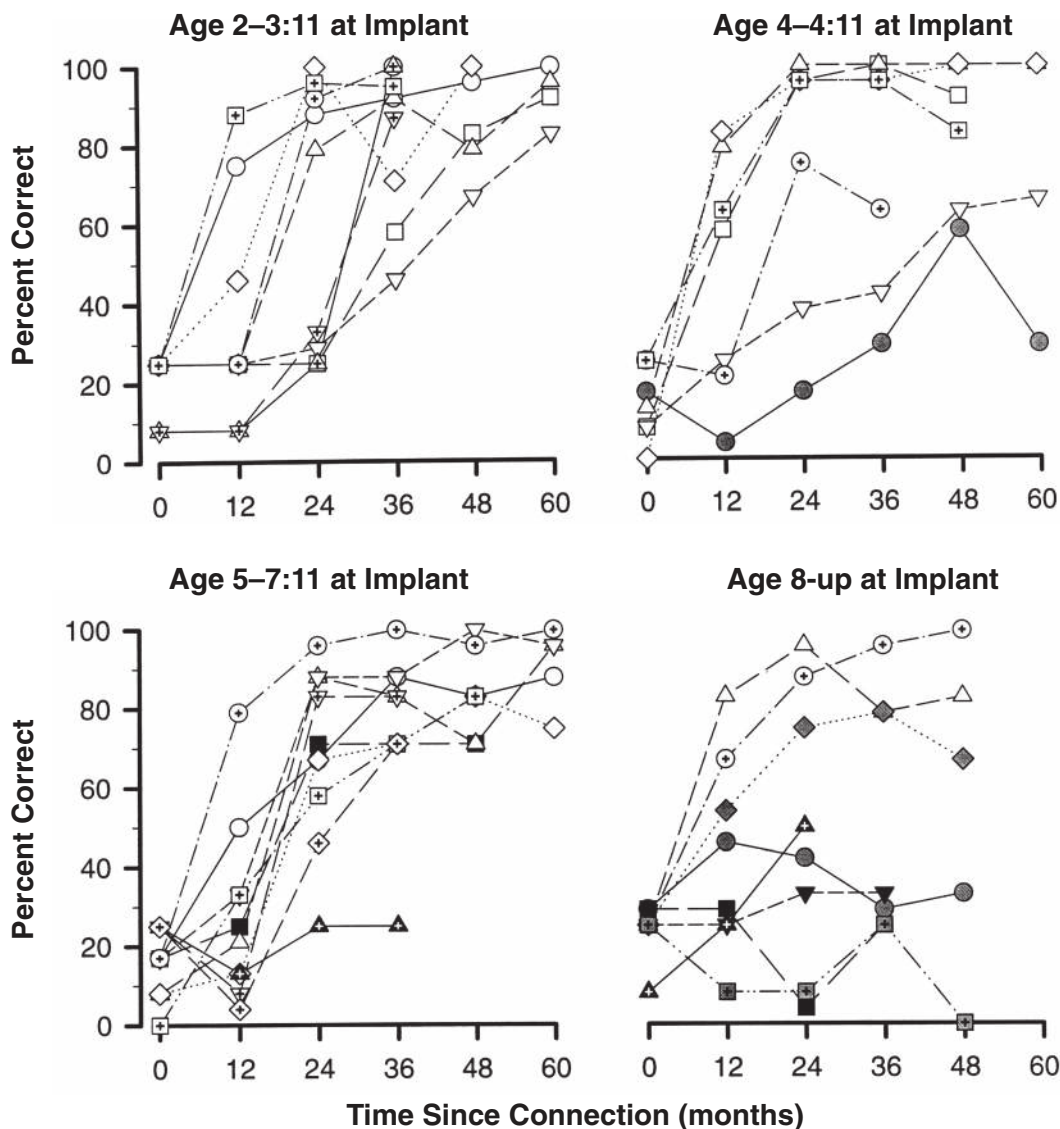 Age 2–3:11 at Implant
Age 4–4:11 at Implant
Percent Correct
100
80
60
40
20
0
0 12 24 36 48 60
0 12 24 36 48 60
Age 5–7:11 at Implant
Age 8-up at Implant
Percent Correct
100
80
60
40
20
0
0 12 24 36 48 60
0 12 24 36 48 60
Time Since Connection (months)